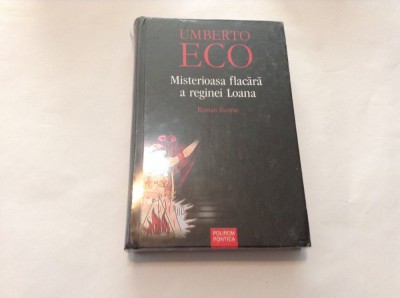 UMBERTO
ECO
Misterioasa flacără
a reginei Loana
Roman ilustrat
POLIROM
PONTICA